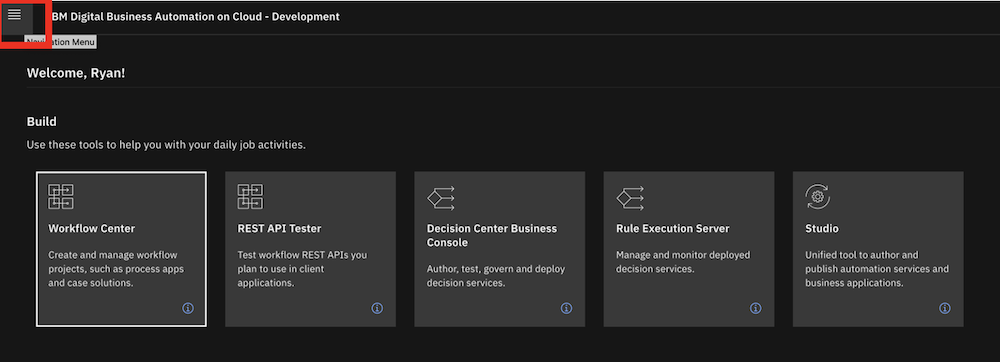 BM Digital Business Automation on Cloud - Development
Navigation Menu
Welcome, Ryan!
Build
Use these tools to help you with your daily job activities.
Workflow Center
Create and manage workflow
projects, such as process apps
and case solutions.
REST API Tester
Test workflow REST APIs you
plan to use in client
applications.
Decision Center Business
Console
Author, test, govern and deploy
decision services.
Rule Execution Server
Manage and monitor deployed
decision services.
Studio
Unified tool to author and
publish automation services and
business applications.